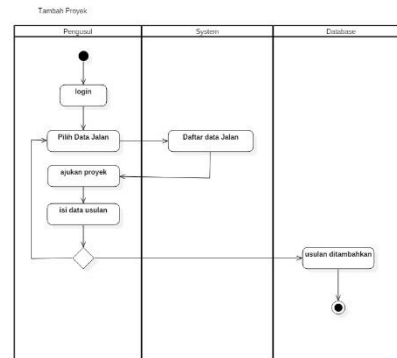 Tambah Proyek
Pengusul
System
Database
login
Pilih Data Jalan
Daftar data Jalan
ajukan proyek
isi data usulan
usulan ditambahkan